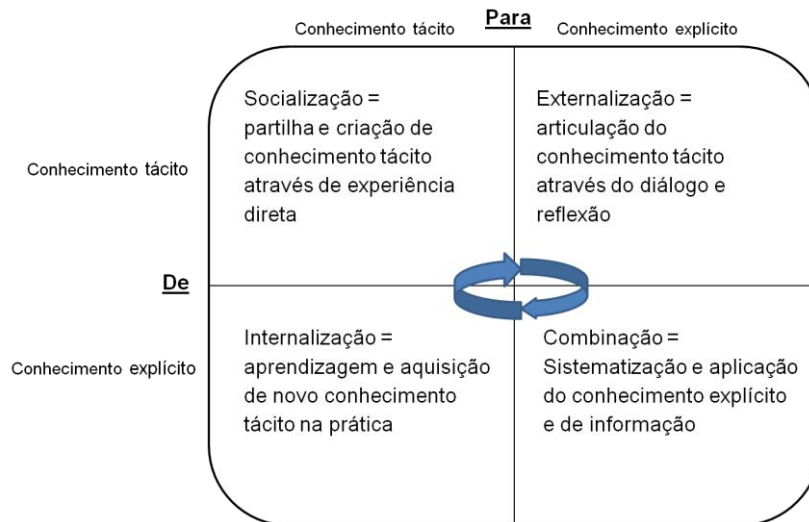 Para
Conhecimento tácito
Conhecimento explícito
Socialização =
partilha e criação de
conhecimento tácito
através de experiência
direta
Externalização =
articulação do
conhecimento tácito
através do diálogo e
reflexão
Conhecimento tácito
De
Internalização =
aprendizagem e aquisição
de novo conhecimento
tácito na prática
Combinação =
Sistematização e aplicação
do conhecimento explícito
e de informação
Conhecimento explícito